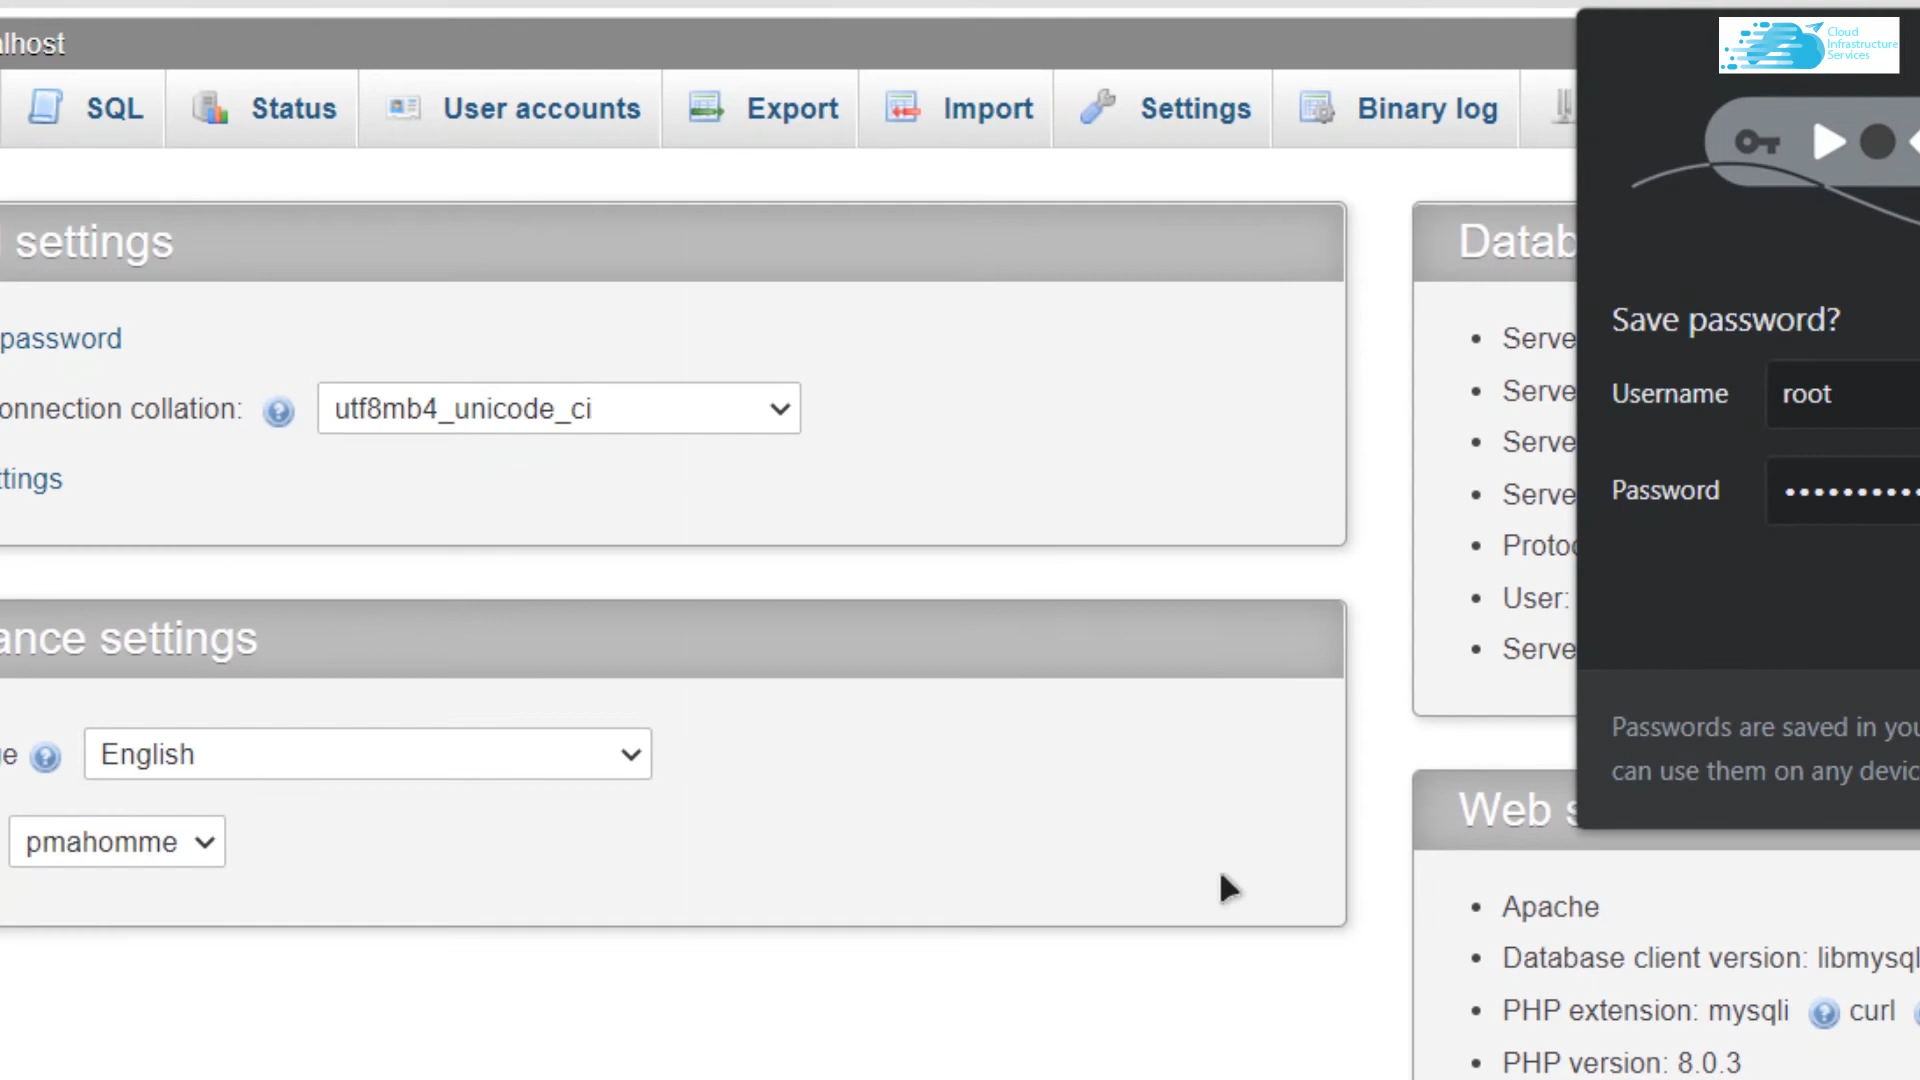 lhost
Cloud
Infrastructure
Services
SQL
Status
User accounts
Export
Import
Settings
Binary log
settings
password
onnection collation:
utf8mb4_unicode_ci
ttings
ance settings
e
English
pmahomme
Datab
Serve
Serve
Serve
Serve
Protoc
User:
Serve
Web s
Apache
Database client version: libmysql
PHP extension: mysqli curl
PHP version: 8.0.3
Save password?
Username
root
Password
Passwords are saved in you
can use them on any devic